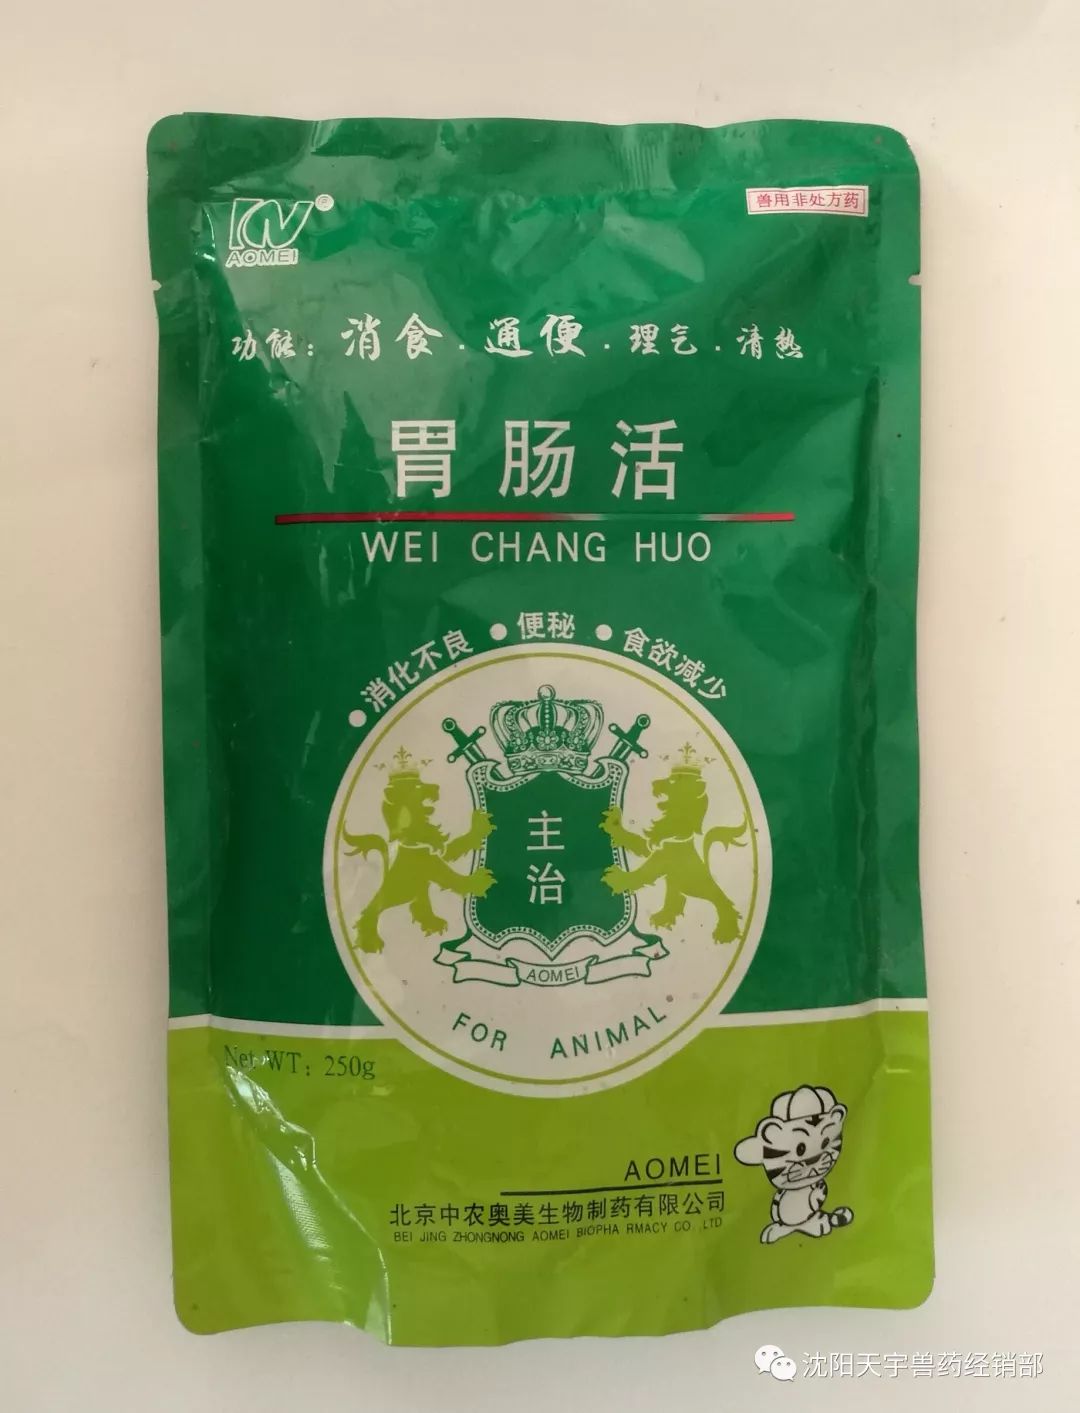 KN®
AOMEI
兽用非处方药
功能：消食．通便．理气．清热
胃肠活
WEI CHANG HUO
●消化不良 ●便秘 ●食欲减少
主治
AOMEI
FOR ANIMAL
Net WT: 250g
AOMEI
北京中农奥美生物制药有限公司
BEI JING ZHONGNONG AOMEI BIOPHA RMACY CO.,LTD
沈阳天宇兽药经销部